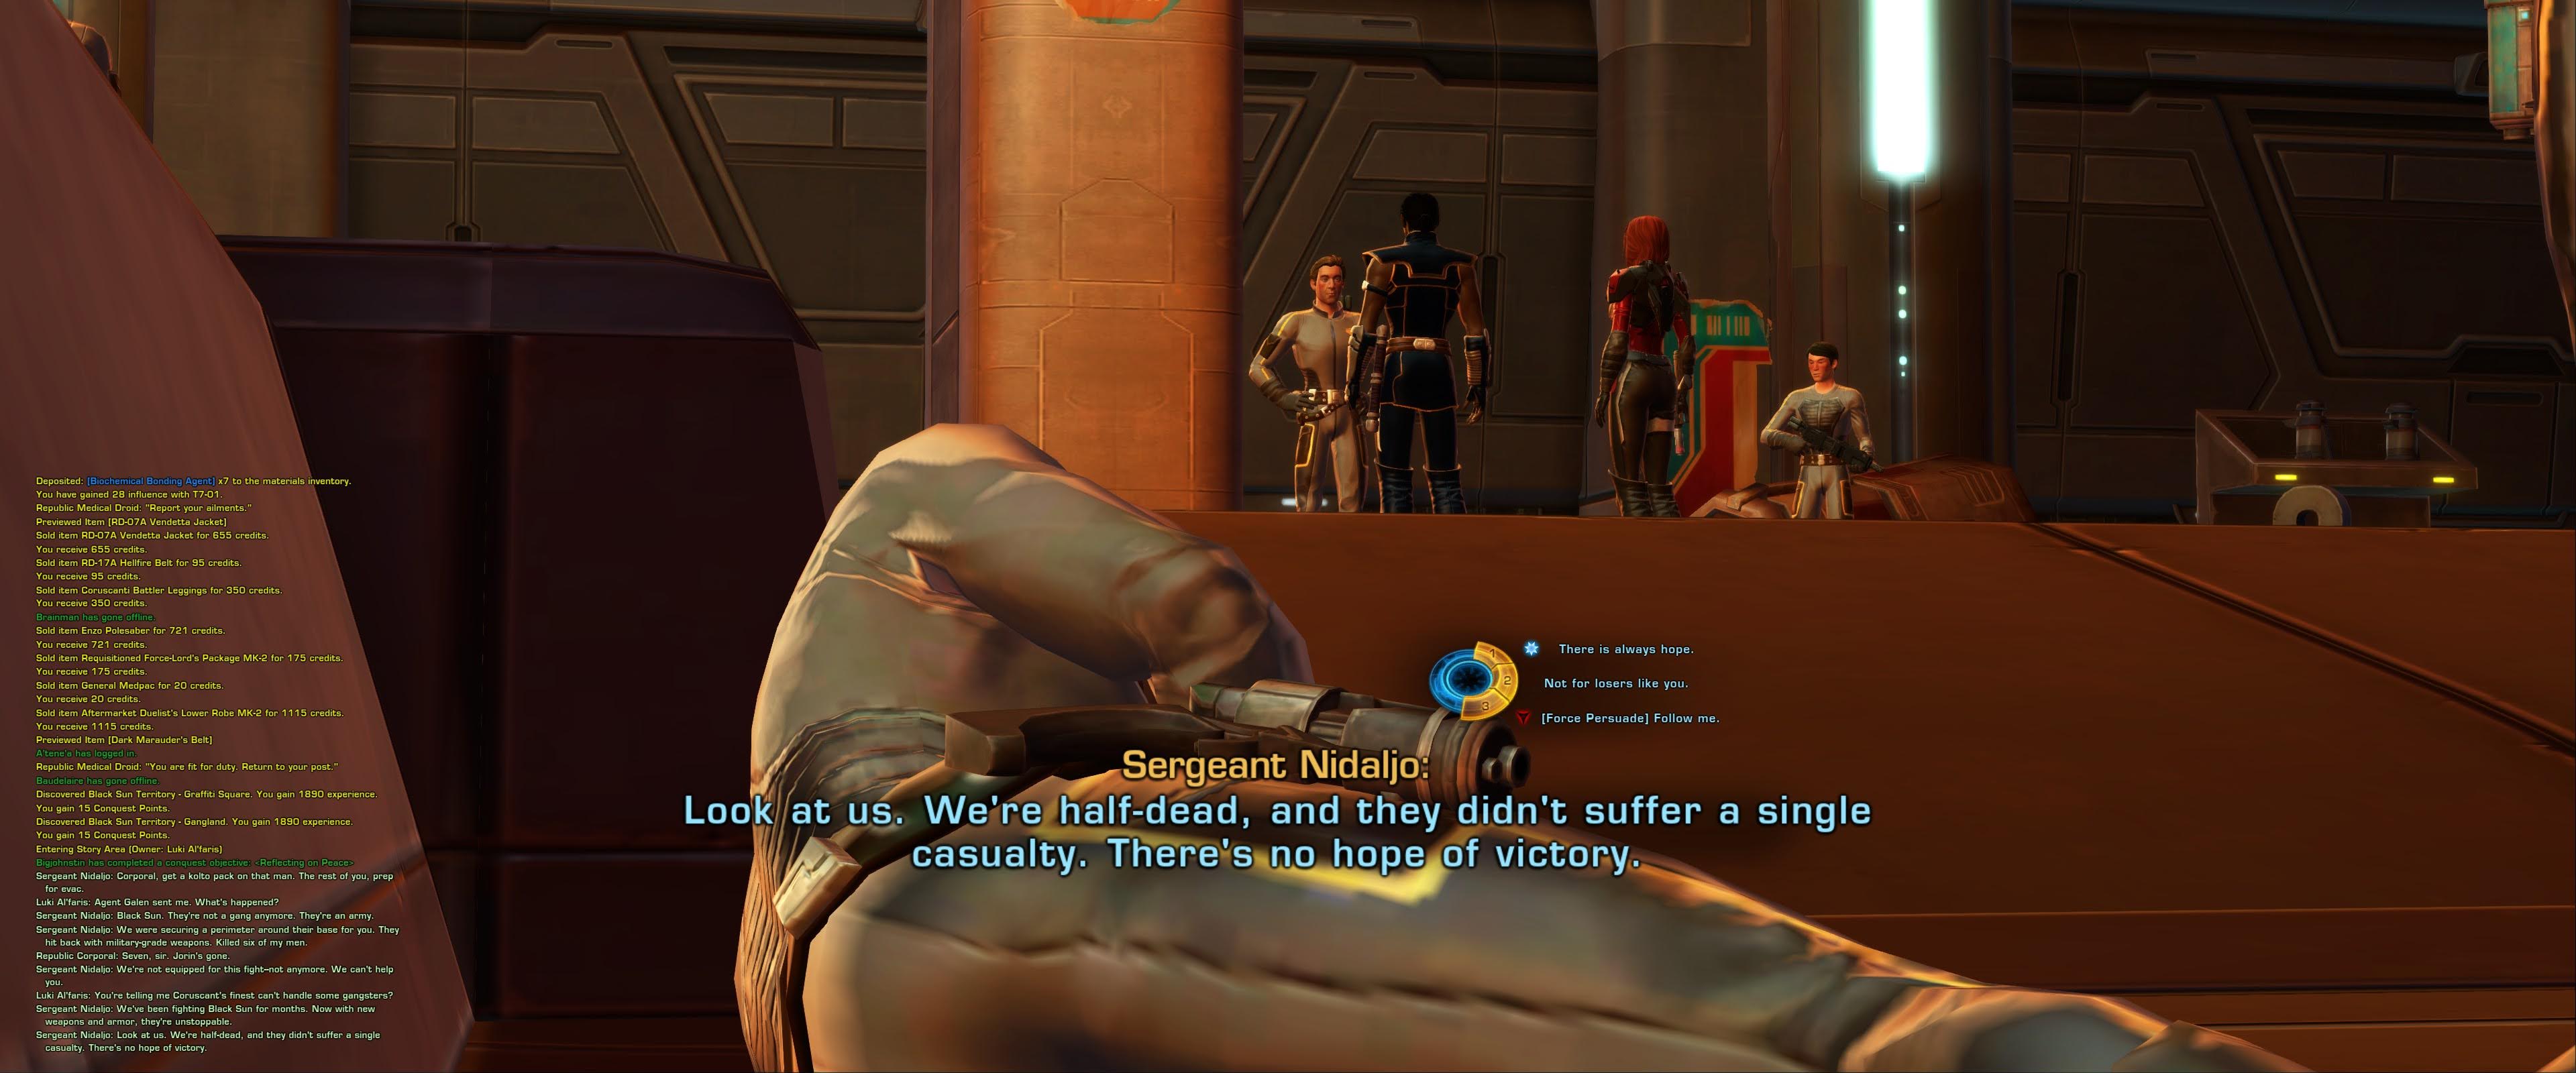 Deposited: [Biochemical Bonding Agent] x7 to the materials inventory.
You have gained 28 influence with T7-O1.
Republic Medical Droid: "Report your ailments."
Previewed Item [RD-07A Vendetta Jacket]
Sold item RD-07A Vendetta Jacket for 655 credits.
You receive 655 credits.
Sold item RD-17A Hellfire Belt for 95 credits.
You receive 95 credits.
Sold item Coruscanti Battler Leggings for 350 credits.
You receive 350 credits.
Brainman has gone offline.
Sold item Enzo Polesaber for 721 credits.
You receive 721 credits.
Sold item Requisitioned Force-Lord's Package MK-2 for 175 credits.
You receive 175 credits.
Sold item General Medpac for 20 credits.
You receive 20 credits.
Sold item Aftermarket Duelist's Lower Robe MK-2 for 1115 credits.
You receive 1115 credits.
Previewed Item [Dark Marauder's Belt]
A'tene'a has logged in.
Republic Medical Droid: "You are fit for duty. Return to your post."
Baudelaire has gone offline.
Discovered Black Sun Territory - Graffiti Square. You gain 1890 experience.
You gain 15 Conquest Points.
Discovered Black Sun Territory - Gangland. You gain 1890 experience.
You gain 15 Conquest Points.
Entering Story Area (Owner: Luki Al'faris)
Bigjohnstin has completed a conquest objective: <Reflecting on Peace>
Sergeant Nidaljo: Corporal, get a kolto pack on that man. The rest of you, prep
for evac.
Luki Al'faris: Agent Galen sent me. What's happened?
Sergeant Nidaljo: Black Sun. They're not a gang anymore. They're an army.
Sergeant Nidaljo: We were securing a perimeter around their base for you. They
hit back with military-grade weapons. Killed six of my men.
Republic Corporal: Seven, sir. Jorin's gone.
Sergeant Nidaljo: We're not equipped for this fight–not anymore. We can't help
you.
Luki Al'faris: You're telling me Coruscant's finest can't handle some gangsters?
Sergeant Nidaljo: We've been fighting Black Sun for months. Now with new
weapons and armor, they're unstoppable.
Sergeant Nidaljo: Look at us. We're half-dead, and they didn't suffer a single
casualty. There's no hope of victory.
1
There is always hope.
2
Not for losers like you.
3
[Force Persuade] Follow me.
Sergeant Nidaljo:
Look at us. We're half-dead, and they didn't suffer a single
casualty. There's no hope of victory.